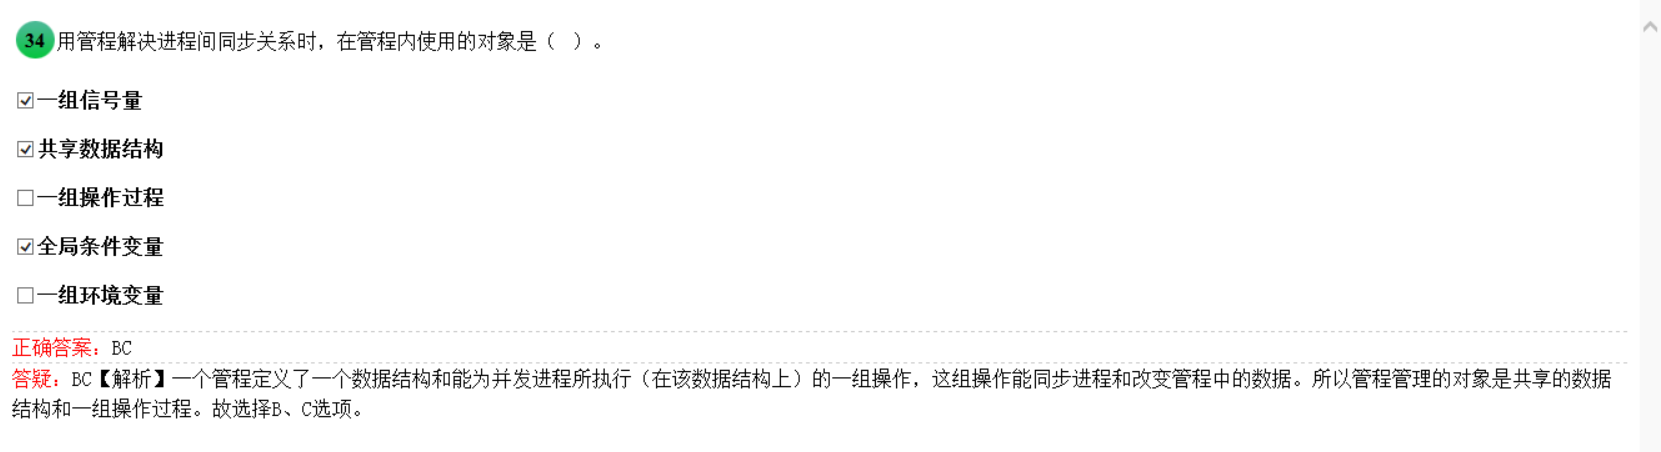 34 用管程解决进程间同步关系时，在管程内使用的对象是（ ）。
一组信号量
共享数据结构
一组操作过程
全局条件变量
一组环境变量
正确答案：BC
答疑：BC【解析】一个管程定义了一个数据结构和能为并发进程所执行（在该数据结构上）的一组操作，这组操作能同步进程和改变管程中的数据。所以管程管理的对象是共享的数据
结构和一组操作过程。故选择B、C选项。